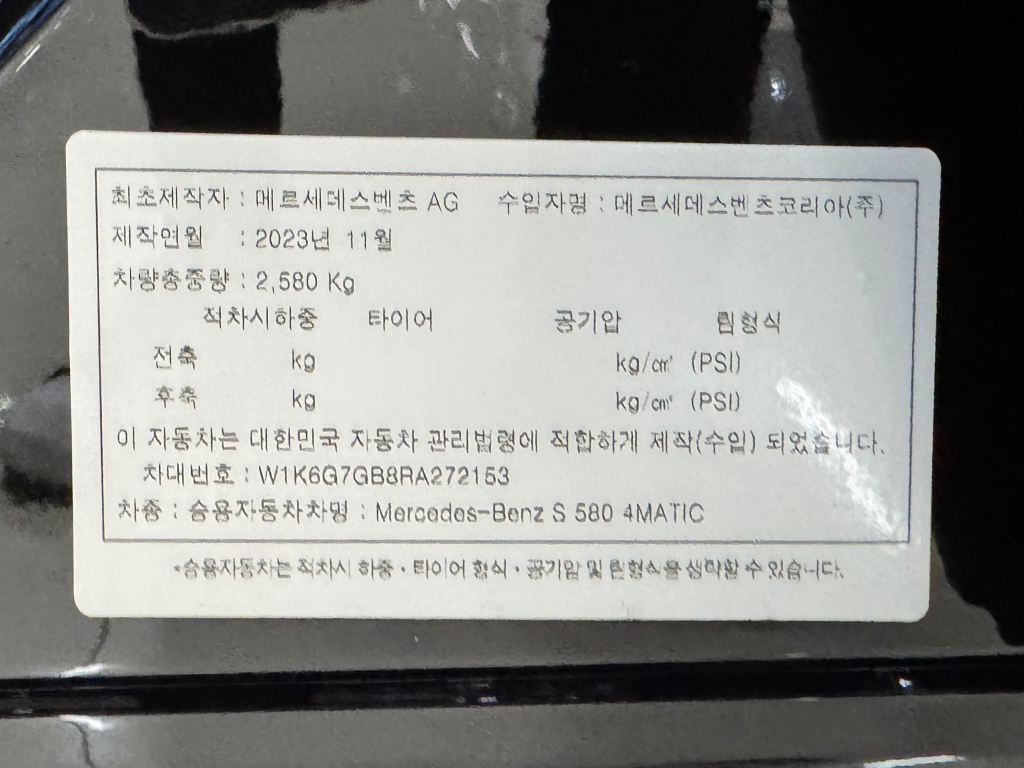 최초제작자 : 메르세데스벤츠 AG 수입자명 : 메르세데스벤츠코리아(주)
제작연월 : 2023년 11월
차량총중량 : 2,580 Kg
적차시하중 타이어 공기압 림형식
전축 kg kg/㎠ (PSI)
후축 kg kg/㎠ (PSI)
이 자동차는 대한민국 자동차 관리법령에 적합하게 제작(수입) 되었습니다.
차대번호 : W1K6G7GB8RA272153
차종 : 승용자동차차명 : Mercedes-Benz S 580 4MATIC
*승용자동차는 적차시 하중·타이어 형식·공기압 및 림형식을 생략할 수 있습니다.